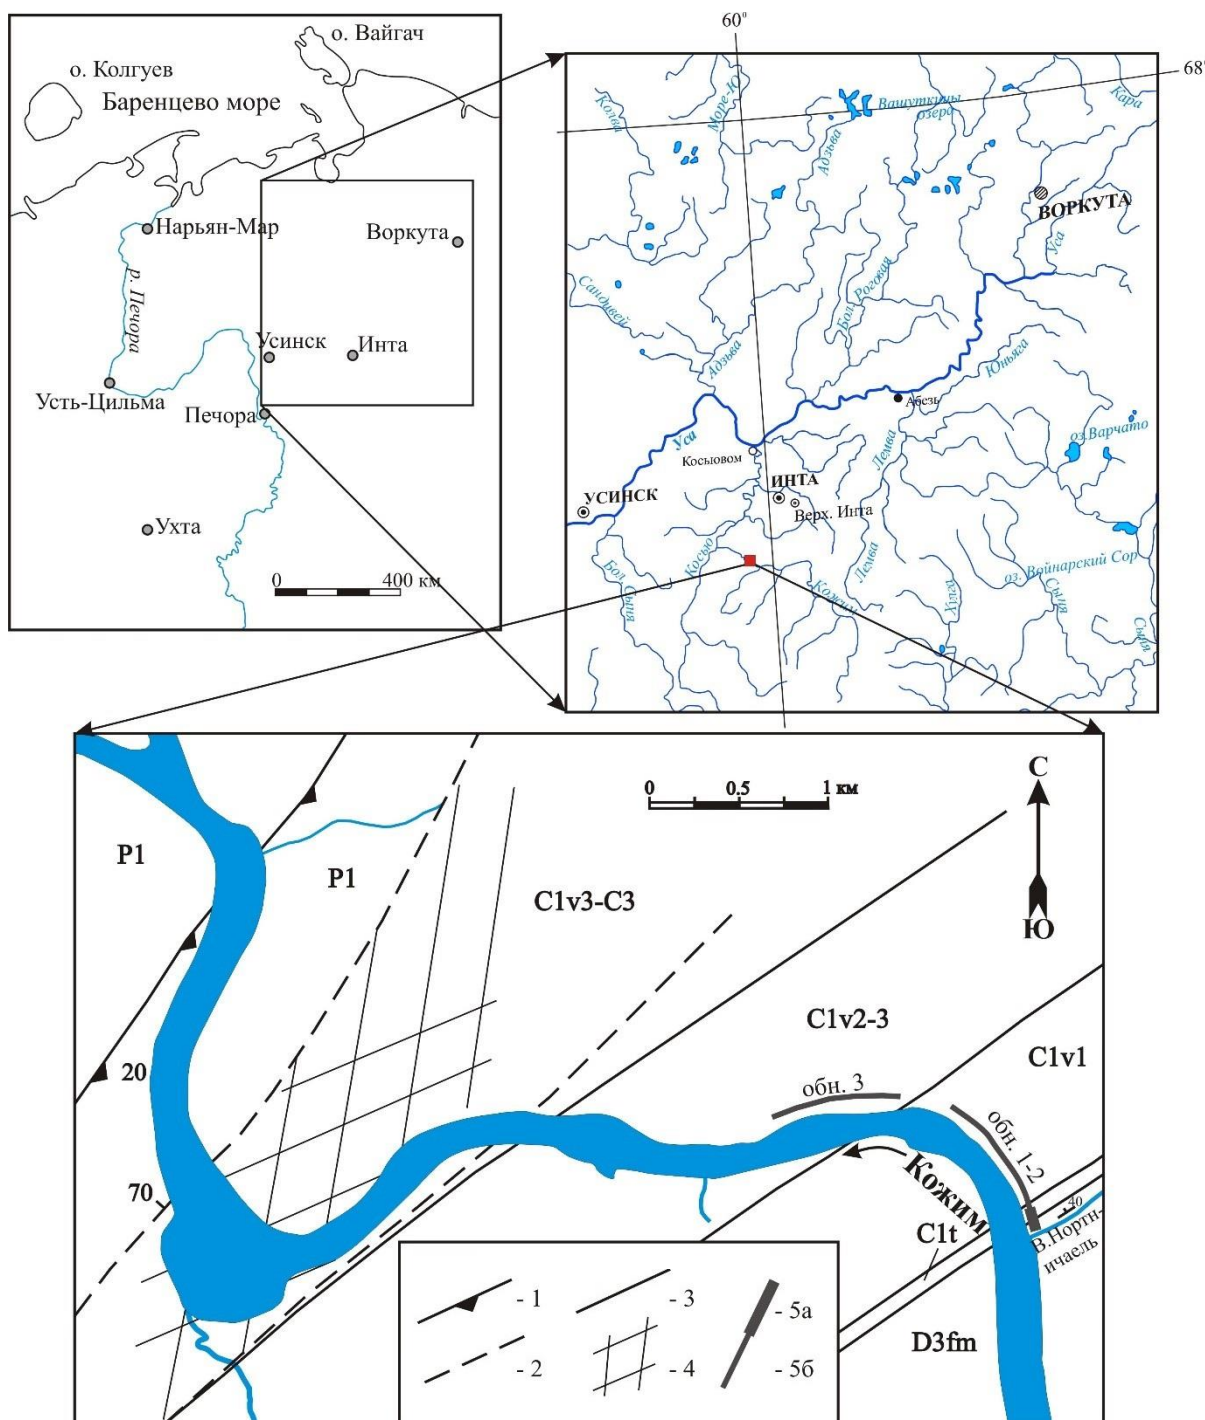 о. Вайгач
о. Колгуев
Баренцево море
Нарьян-Мар
Воркута
р. Печора
Усинск
Инта
Усть-Цильма
Печора
Ухта
0 400 км
60°
68°
Колва
Море-Ю
Адзьва
Вашуткины
озера
Кара
ВОРКУТА
Уса
Сандивей
Бол. Роговая
Адзьва
Юньяга
Абезь
Уса
Косьювом
Лемва
оз.Варчато
УСИНСК
ИНТА
Верх. Инта
Косью
Бол. Сыня
Кожим
Лемва
Хулга
оз. Войнарский Сор
Сыня
Сыня
0 0.5 1 км
С
Ю
P1
P1
C1v3-C3
C1v2-3
C1v1
20
обн. 3
обн. 1-2
70
Кожим
40
C1t
В.Нортн-
ичаель
D3fm
- 1
- 2
- 3
- 4
- 5а
- 5б